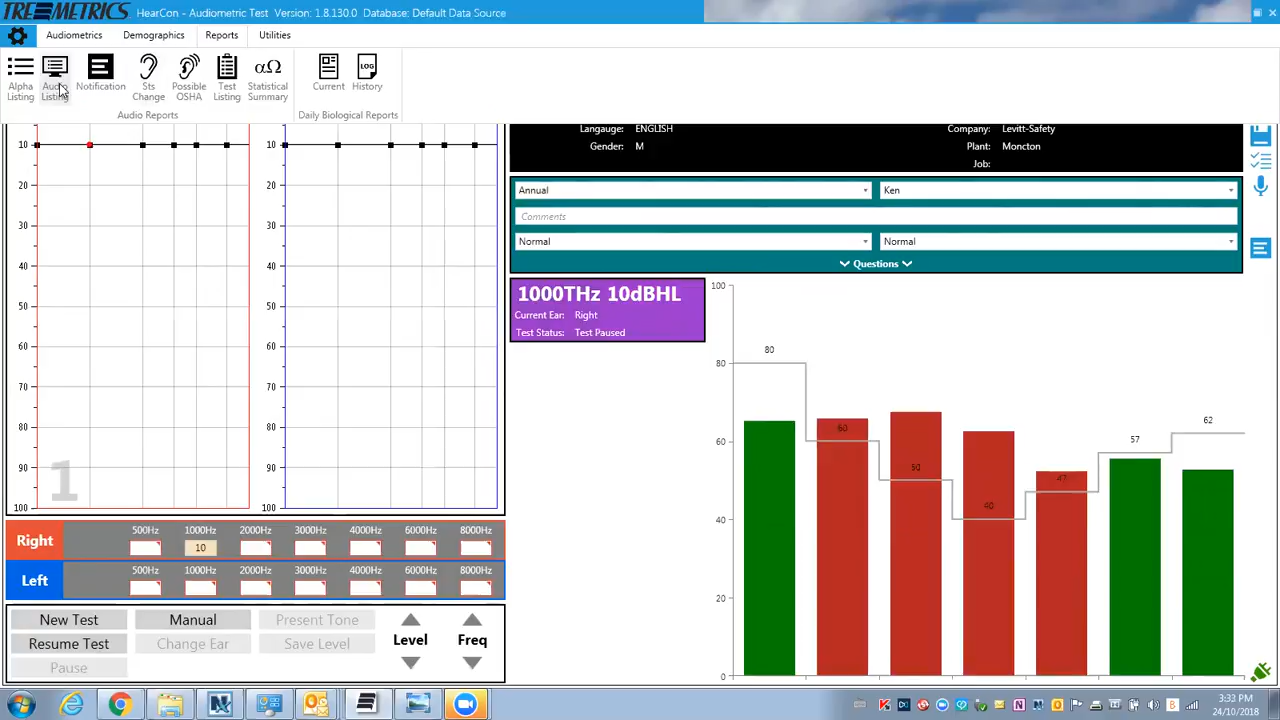 TREMETRICS HearCon - Audiometric Test Version: 1.8.130.0 Database: Default Data Source
Audiometrics Demographics Reports Utilities
Alpha Listing Audio Listing Notification Sts Change Possible OSHA Test Listing αΩ Statistical Summary Current LOG History
Audio Reports Daily Biological Reports
Langauge: ENGLISH Company: Levitt-Safety
Gender: M Plant: Moncton
Job:
10 10
20 20
30 30
40 40
50 50
60 60
70 70
80 80
90 90
100 100
1
Annual Ken
Comments
Normal Normal
Questions
1000THz 10dBHL
Current Ear: Right
Test Status: Test Paused
100
80
60
40
20
0
80 60 50 40 47 57 62
Right 500Hz 1000Hz 2000Hz 3000Hz 4000Hz 6000Hz 8000Hz
10
Left 500Hz 1000Hz 2000Hz 3000Hz 4000Hz 6000Hz 8000Hz
New Test Manual Present Tone
Resume Test Change Ear Save Level
Pause
Level Freq
3:33 PM
24/10/2018